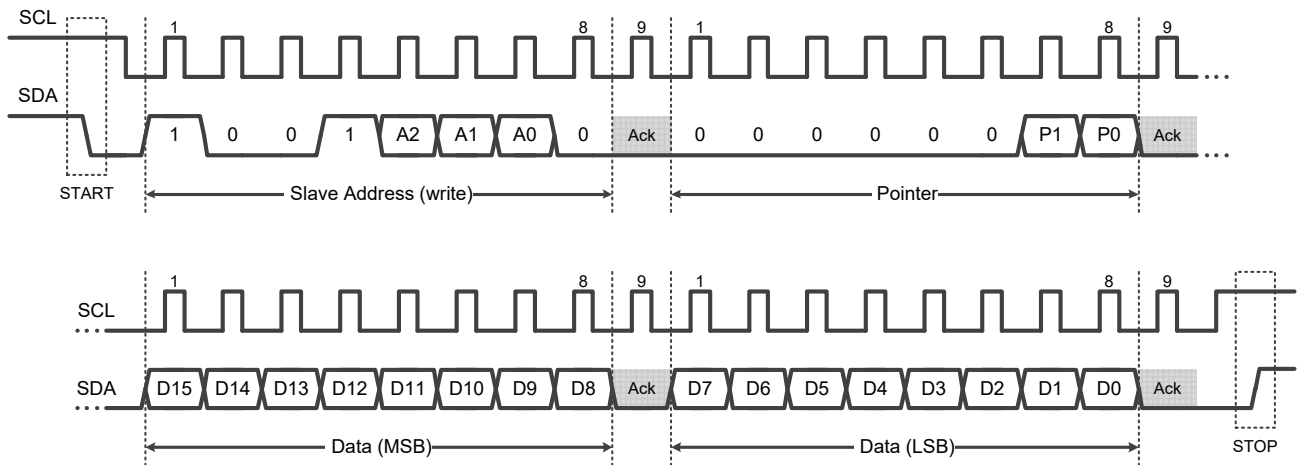 SCL
1 8 9 1 8 9
...
SDA
1 0 0 1 A2 A1 A0 0 Ack 0 0 0 0 0 0 P1 P0 Ack
...
START
Slave Address (write)
Pointer
1 8 9 1 8 9
SCL
...
SDA
D15 D14 D13 D12 D11 D10 D9 D8 Ack D7 D6 D5 D4 D3 D2 D1 D0 Ack
...
Data (MSB)
Data (LSB)
STOP